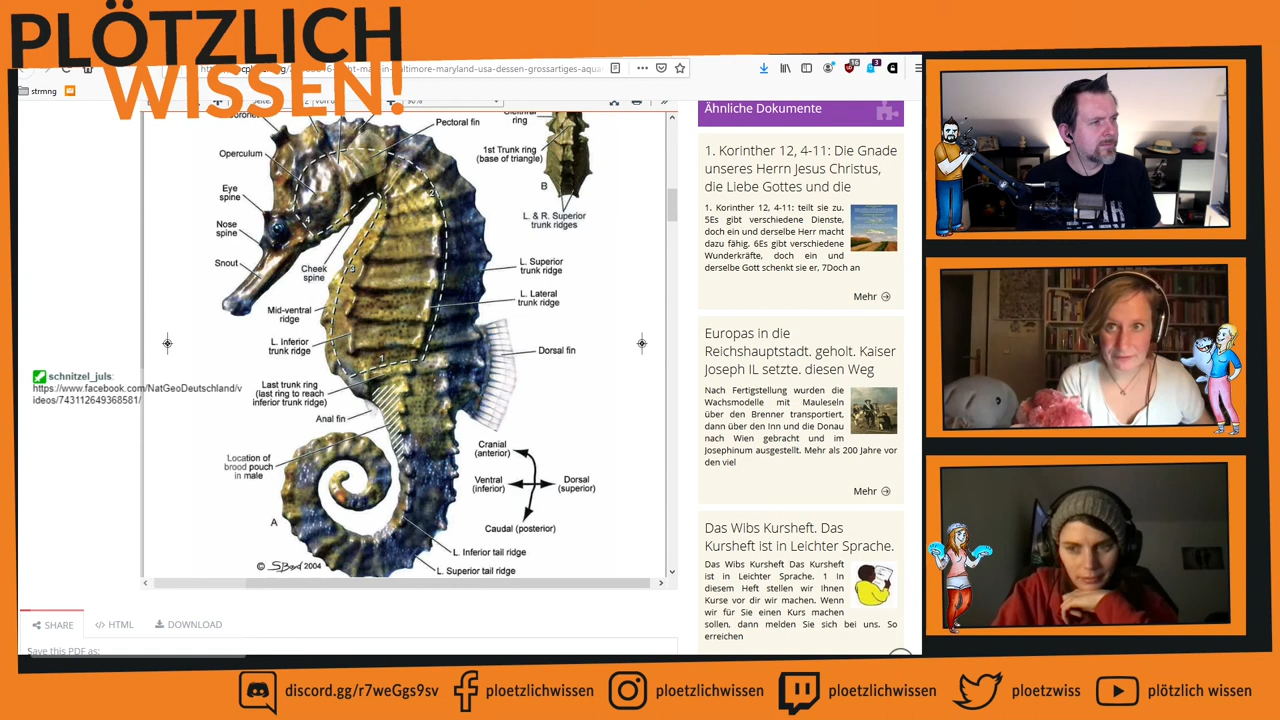 PLÖTZLICH
WISSEN!
strmng
Pectoral fin
Operculum
ring
1st Trunk ring
(base of triangle)
B
Eye
spine
Nose
spine
Snout
Cheek
spine
L. & R. Superior
trunk ridges
L. Superior
trunk ridge
L. Lateral
trunk ridge
Mid-ventral
ridge
L. Inferior
trunk ridge
Dorsal fin
1
2
3
4
Last trunk ring
(last ring to reach
inferior trunk ridge)
Anal fin
Location of
brood pouch
in male
A
Cranial
(anterior)
Ventral
(inferior)
Dorsal
(superior)
Caudal (posterior)
L. Inferior tail ridge
L. Superior tail ridge
© SBoyd 2004
schnitzel_juls:
https://www.facebook.com/NatGeoDeutschland/v
ideos/743112649368581/
SHARE
</> HTML
DOWNLOAD
Save this PDF as:
Ähnliche Dokumente
1. Korinther 12, 4-11: Die Gnade
unseres Herrn Jesus Christus,
die Liebe Gottes und die
1. Korinther 12, 4-11: teilt sie zu.
5Es gibt verschiedene Dienste,
doch ein und derselbe Herr macht
dazu fähig. 6Es gibt verschiedene
Wunderkräfte, doch ein und
derselbe Gott schenkt sie er, 7Doch an
Mehr
Europas in die
Reichshauptstadt. geholt. Kaiser
Joseph IL setzte. diesen Weg
Nach Fertigstellung wurden die
Wachsmodelle mit Mauleseln
über den Brenner transportiert,
dann über den Inn und die Donau
nach Wien gebracht und im
Josephinum ausgestellt. Mehr als 200 Jahre vor
den viel
Mehr
Das Wibs Kursheft. Das
Kursheft ist in Leichter Sprache.
Das Wibs Kursheft Das Kursheft
ist in Leichter Sprache. 1 In
diesem Heft stellen wir Ihnen
Kurse vor dir wir machen. Wenn
wir für Sie einen Kurs machen
sollen, dann melden Sie sich bei uns. So
erreichen
discord.gg/r7weGgs9sv
ploetzlichwissen
ploetzlichwissen
ploetzlichwissen
ploetzwiss
plötzlich wissen